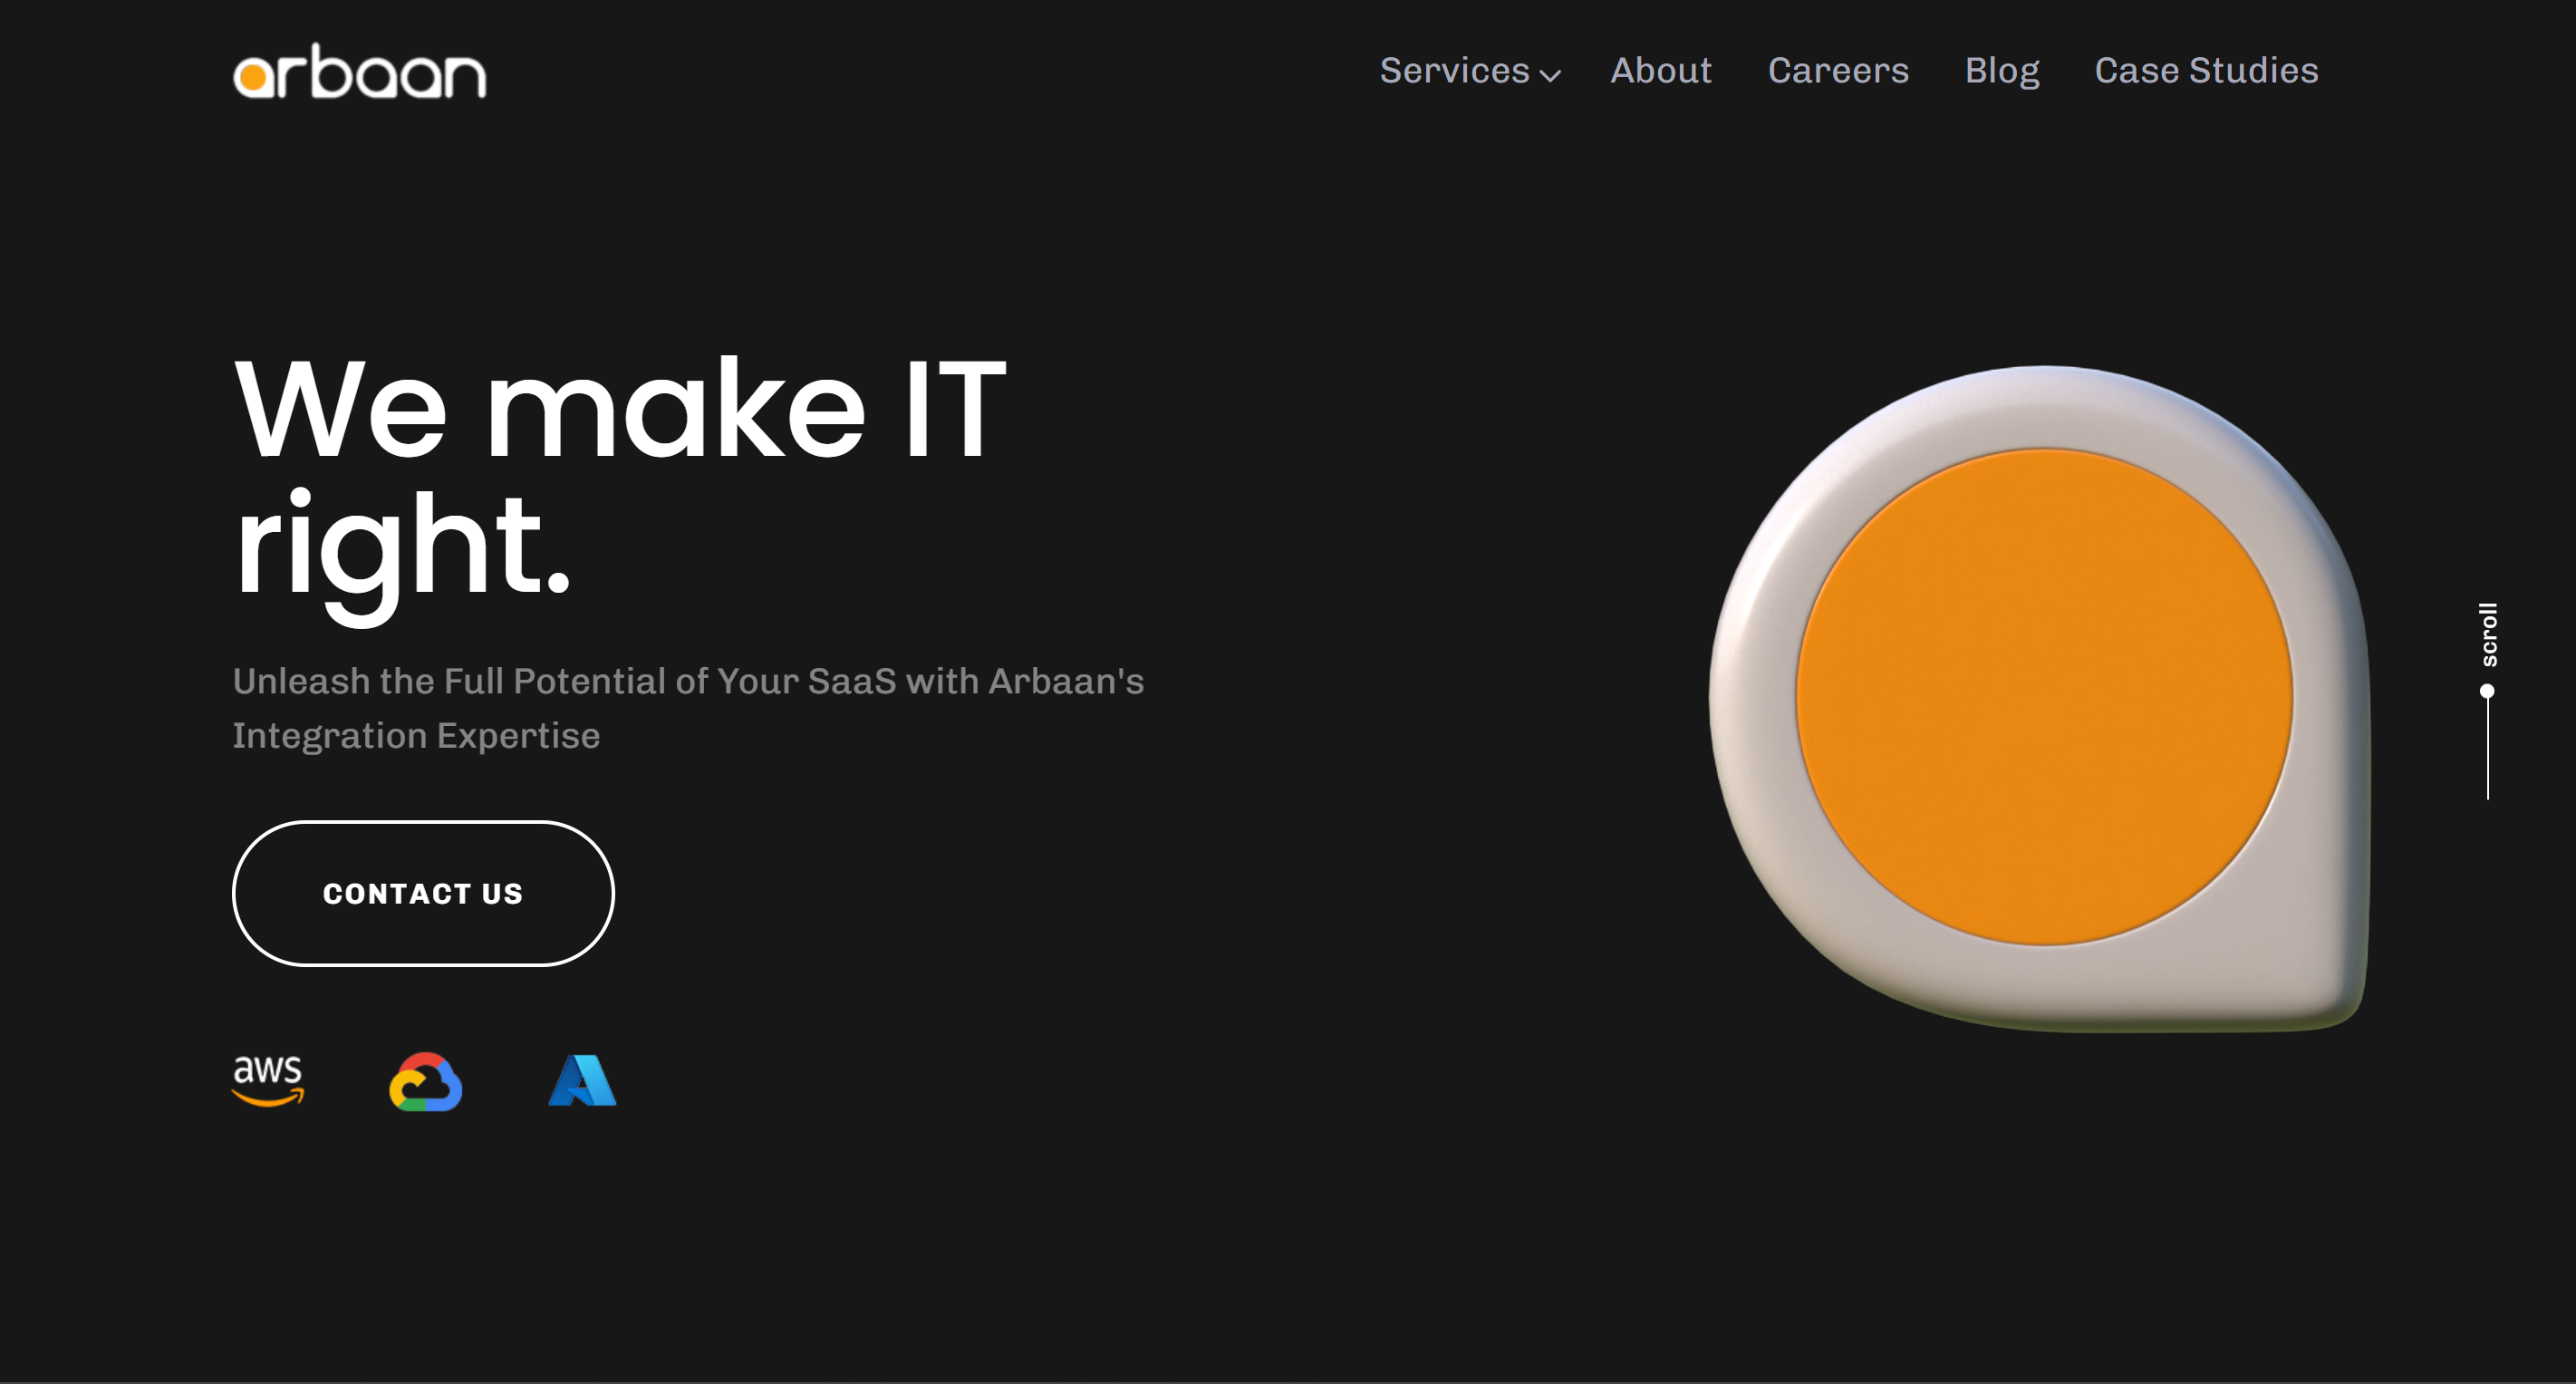 arbaan
Services About Careers Blog Case Studies
We make IT
right.
Unleash the Full Potential of Your SaaS with Arbaan's
Integration Expertise
CONTACT US
aws
scroll